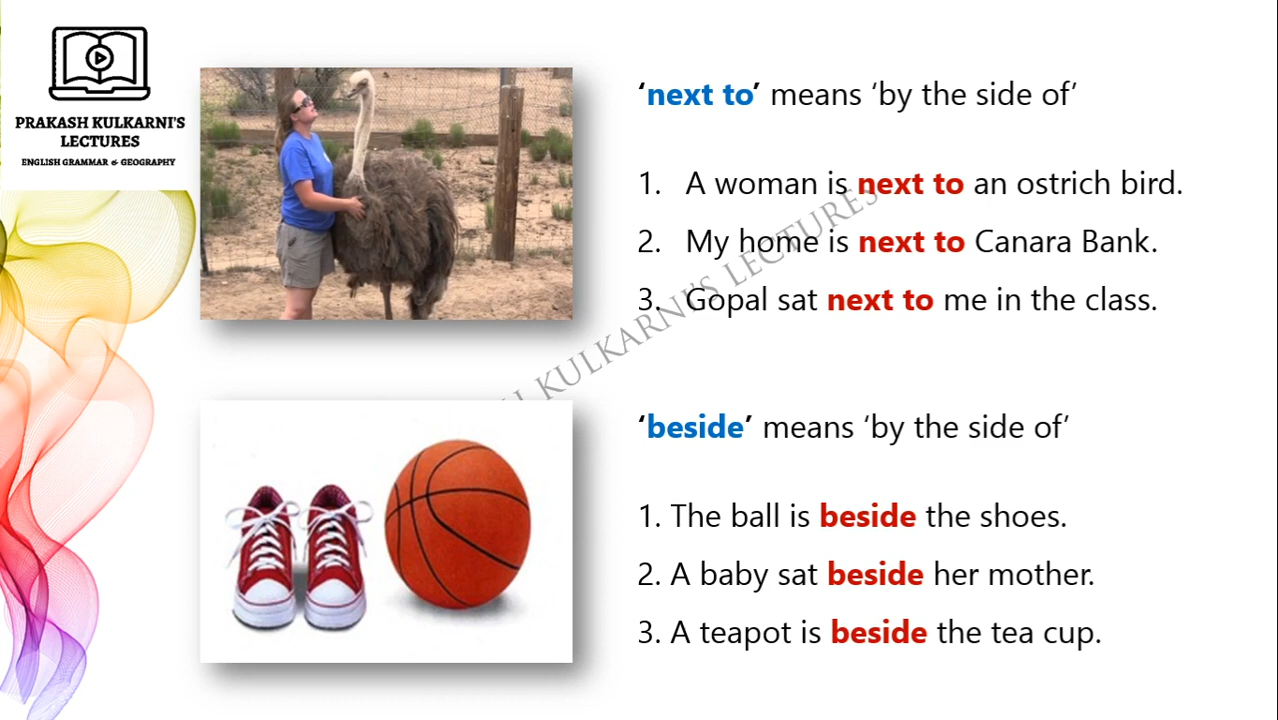 PRAKASH KULKARNI'S
LECTURES
ENGLISH GRAMMAR & GEOGRAPHY
‘next to’ means ‘by the side of’
1. A woman is next to an ostrich bird.
2. My home is next to Canara Bank.
3. Gopal sat next to me in the class.
KULKARNI'S LECTURES
‘beside’ means ‘by the side of’
1. The ball is beside the shoes.
2. A baby sat beside her mother.
3. A teapot is beside the tea cup.